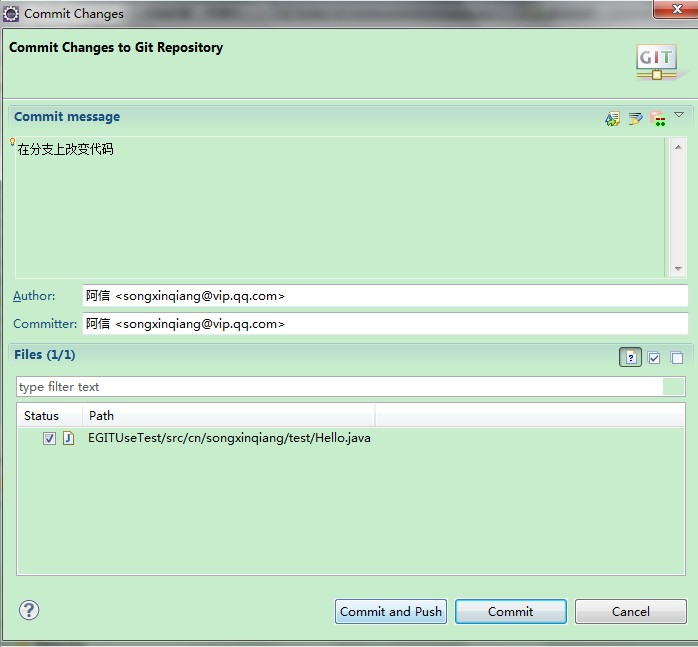 Commit Changes
Commit Changes to Git Repository
GIT
Commit message
在分支上改变代码
Author: 阿信 <songxinqiang@vip.qq.com>
Committer: 阿信 <songxinqiang@vip.qq.com>
Files (1/1)
type filter text
Status Path
J EGITUseTest/src/cn/songxinqiang/test/Hello.java
Commit and Push Commit Cancel